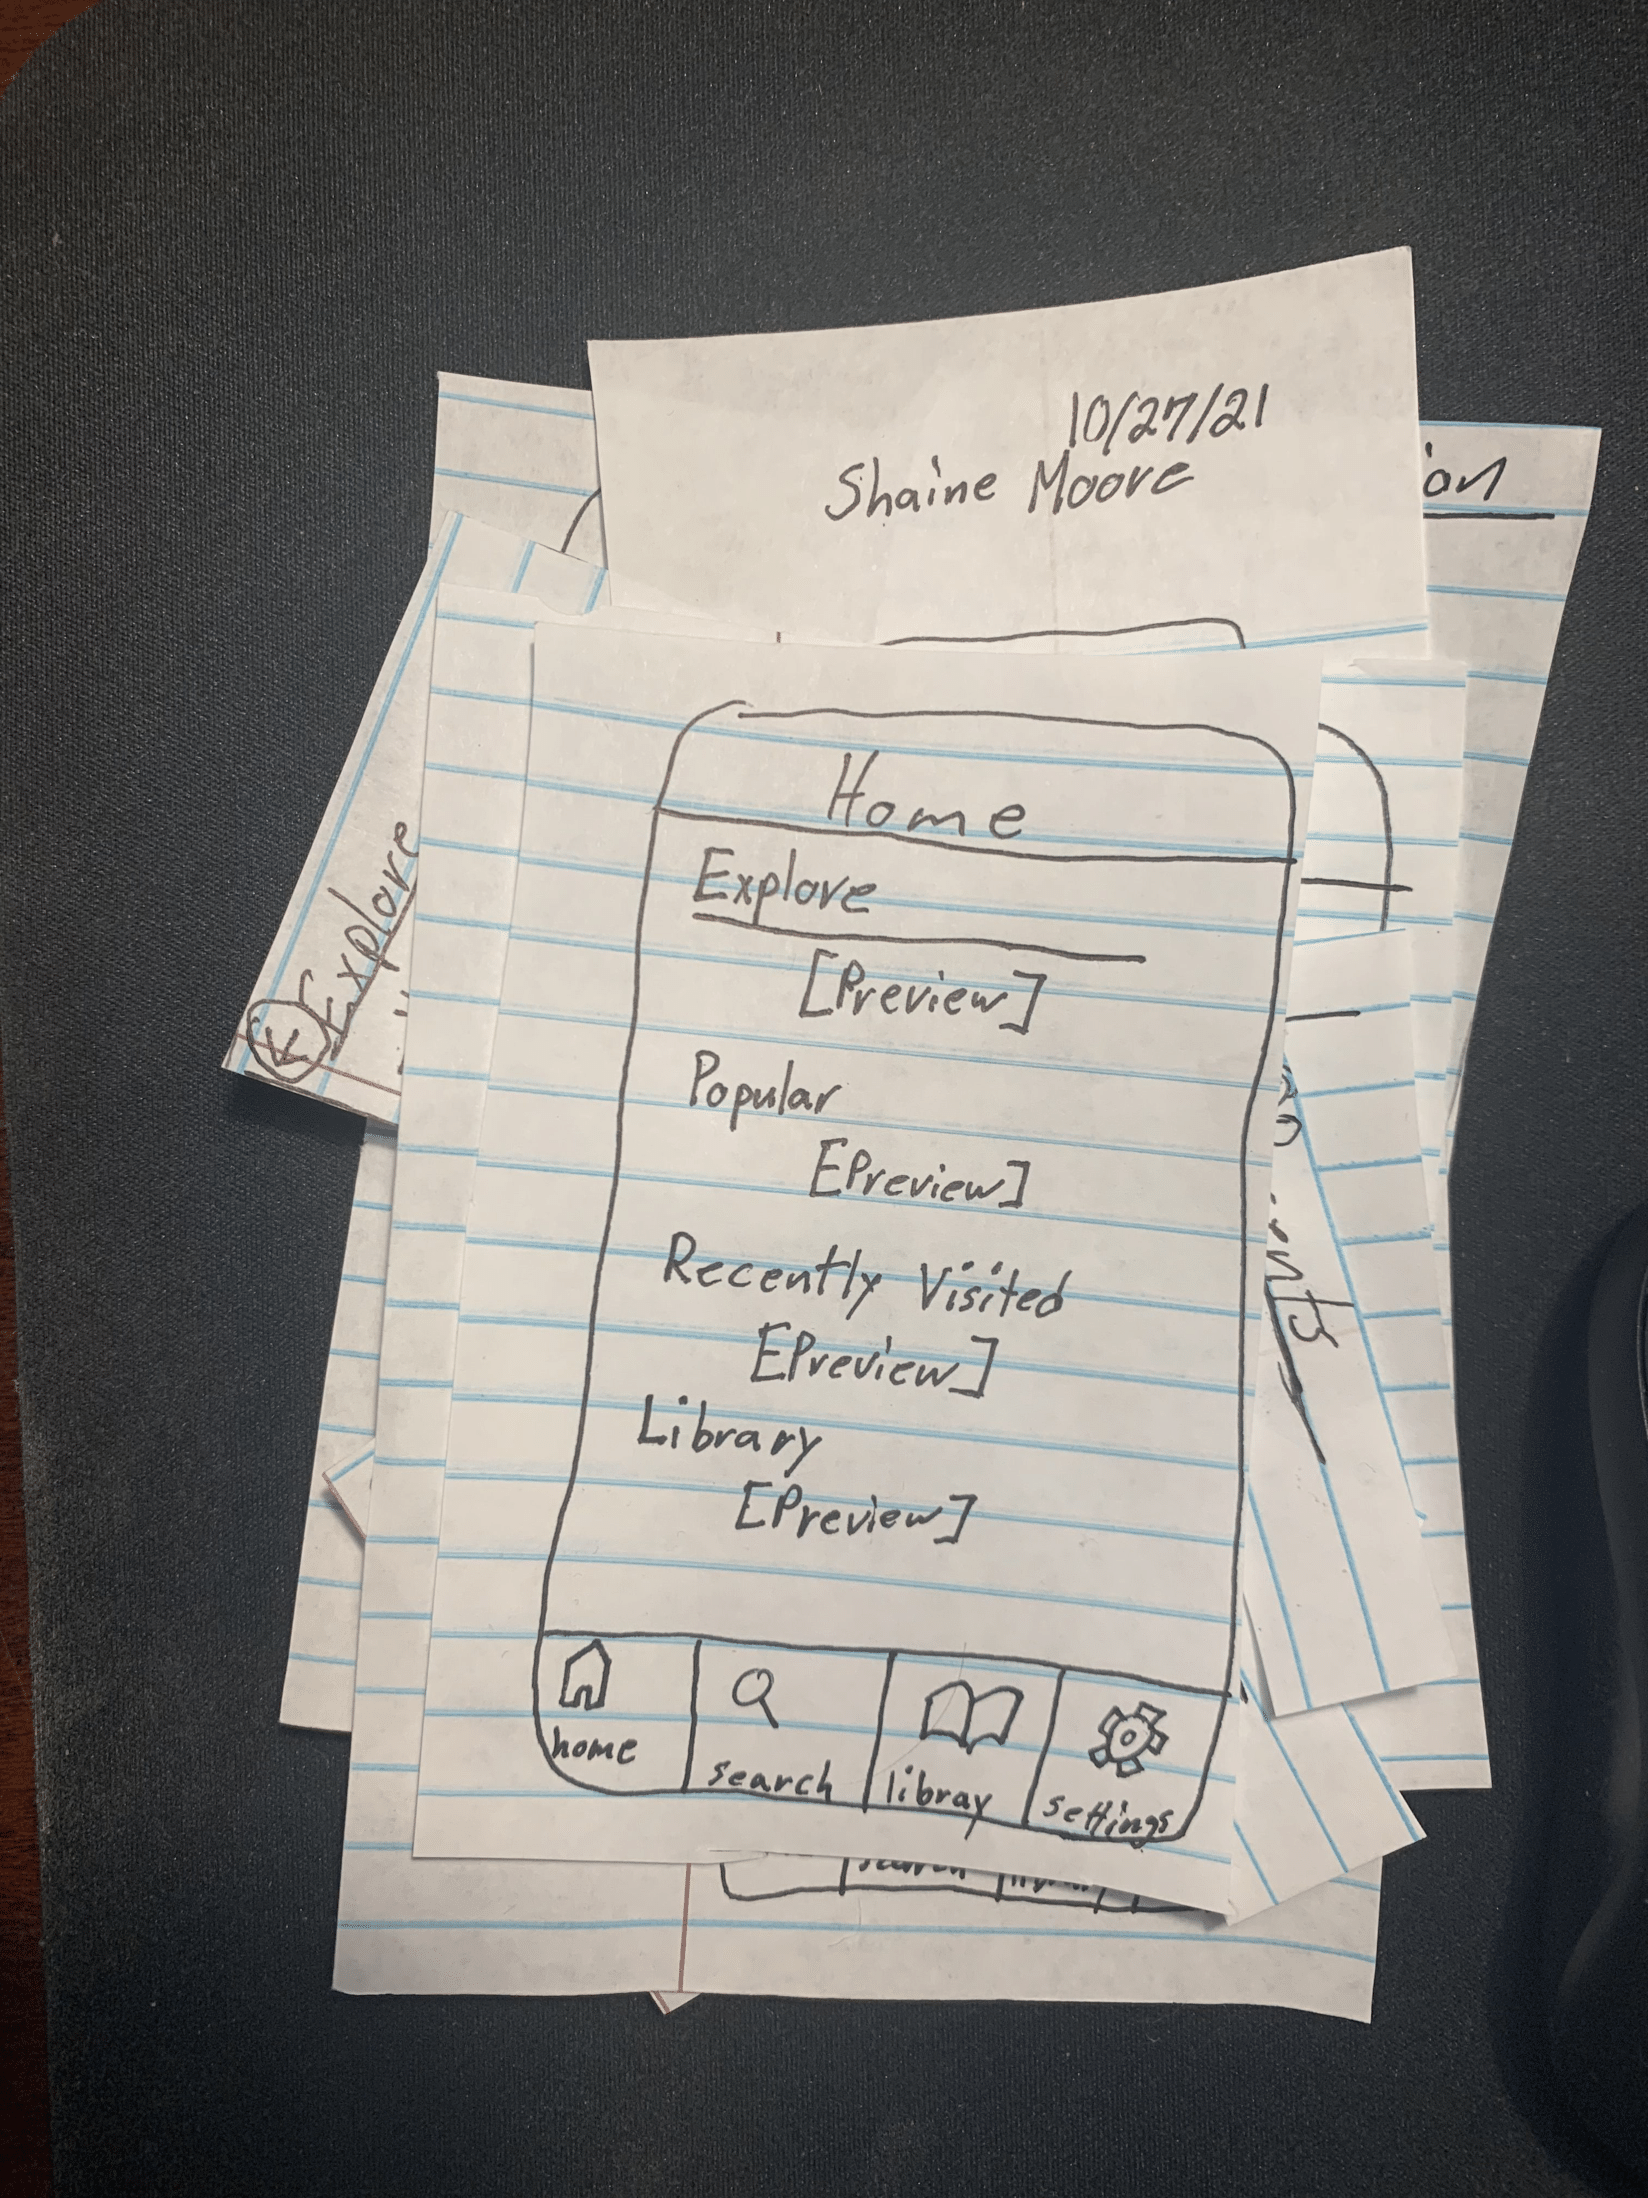 10/27/21
Shaine Moore
ion
Explore
Home
Explore
[Preview]
Popular
[Preview]
Recently Visited
[Preview]
Library
[Preview]
home
search
libray
settings
search